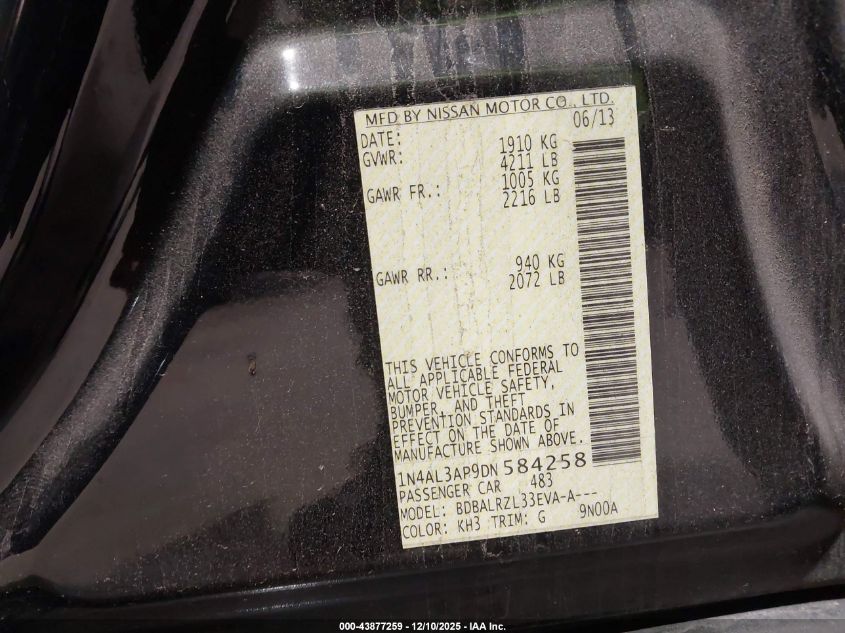 MFD BY NISSAN MOTOR CO., LTD.
DATE: 06/13
GVWR: 1910 KG
4211 LB
GAWR FR.: 1005 KG
2216 LB
GAWR RR.: 940 KG
2072 LB
THIS VEHICLE CONFORMS TO
ALL APPLICABLE FEDERAL
MOTOR VEHICLE SAFETY,
BUMPER, AND THEFT
PREVENTION STANDARDS IN
EFFECT ON THE DATE OF
MANUFACTURE SHOWN ABOVE.
1N4AL3AP9DN 584258
PASSENGER CAR 483
MODEL: BDBALRZL33EVA-A---
COLOR: KH3 TRIM: G 9N00A
000-43877259 - 12/10/2025 - IAA Inc.